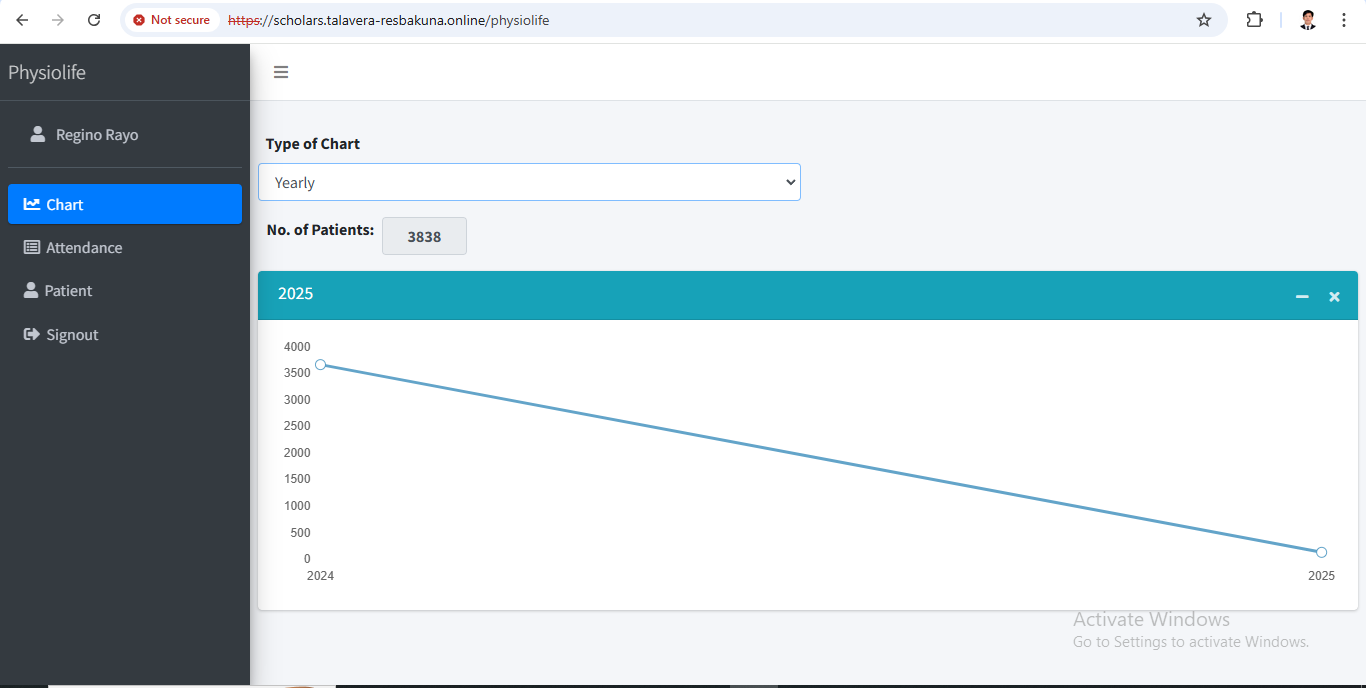 Not secure https://scholars.talavera-resbakuna.online/physiolife
Physiolife
Regino Rayo
Chart
Attendance
Patient
Signout
Type of Chart
Yearly
No. of Patients: 3838
2025
4000
3500
3000
2500
2000
1500
1000
500
0
2024 2025
Activate Windows
Go to Settings to activate Windows.